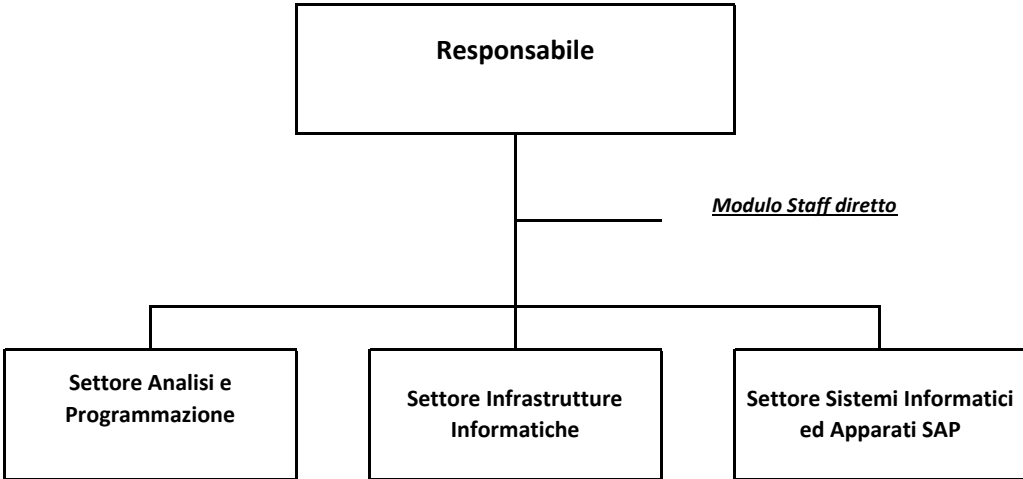 Responsabile
Modulo Staff diretto
Settore Analisi e
Programmazione
Settore Infrastrutture
Informatiche
Settore Sistemi Informatici
ed Apparati SAP